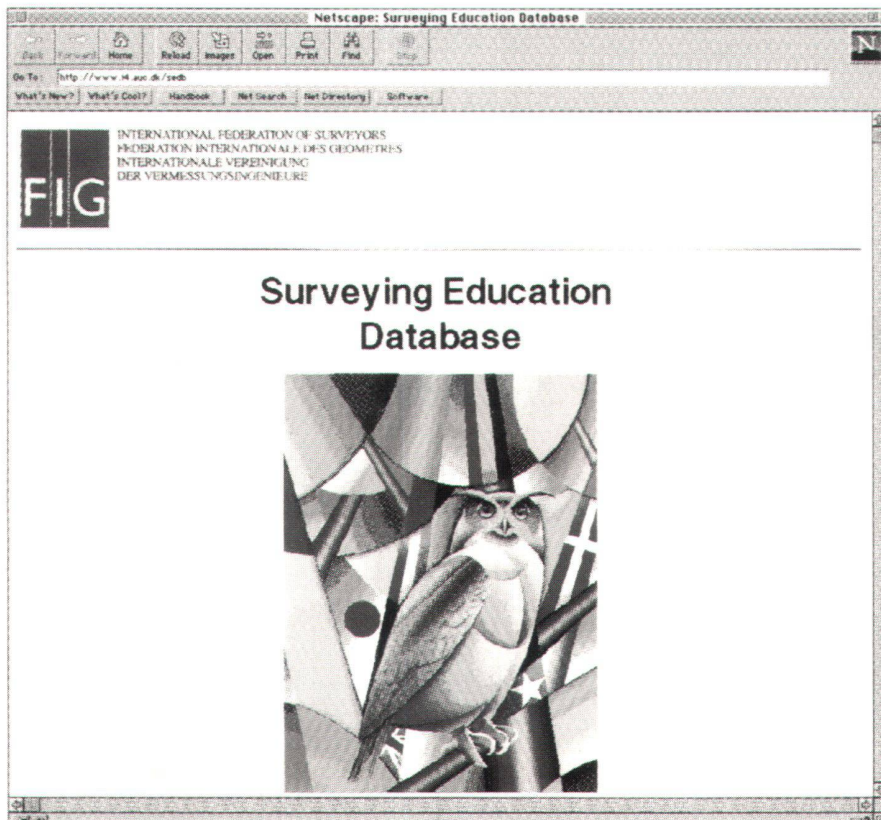 Netscape: Surveying Education Database
Back Forward Home Reload Images Open Print Find Stop
N
Go To: http://www.i4.auc.dk/sedb
What's New? What's Cool? Handbook Net Search Net Directory Software
FIG
INTERNATIONAL FEDERATION OF SURVEYORS
FEDERATION INTERNATIONALE DES GEOMETRES
INTERNATIONALE VEREINIGUNG
DER VERMESSUNGSINGENIEURE
Surveying Education
Database